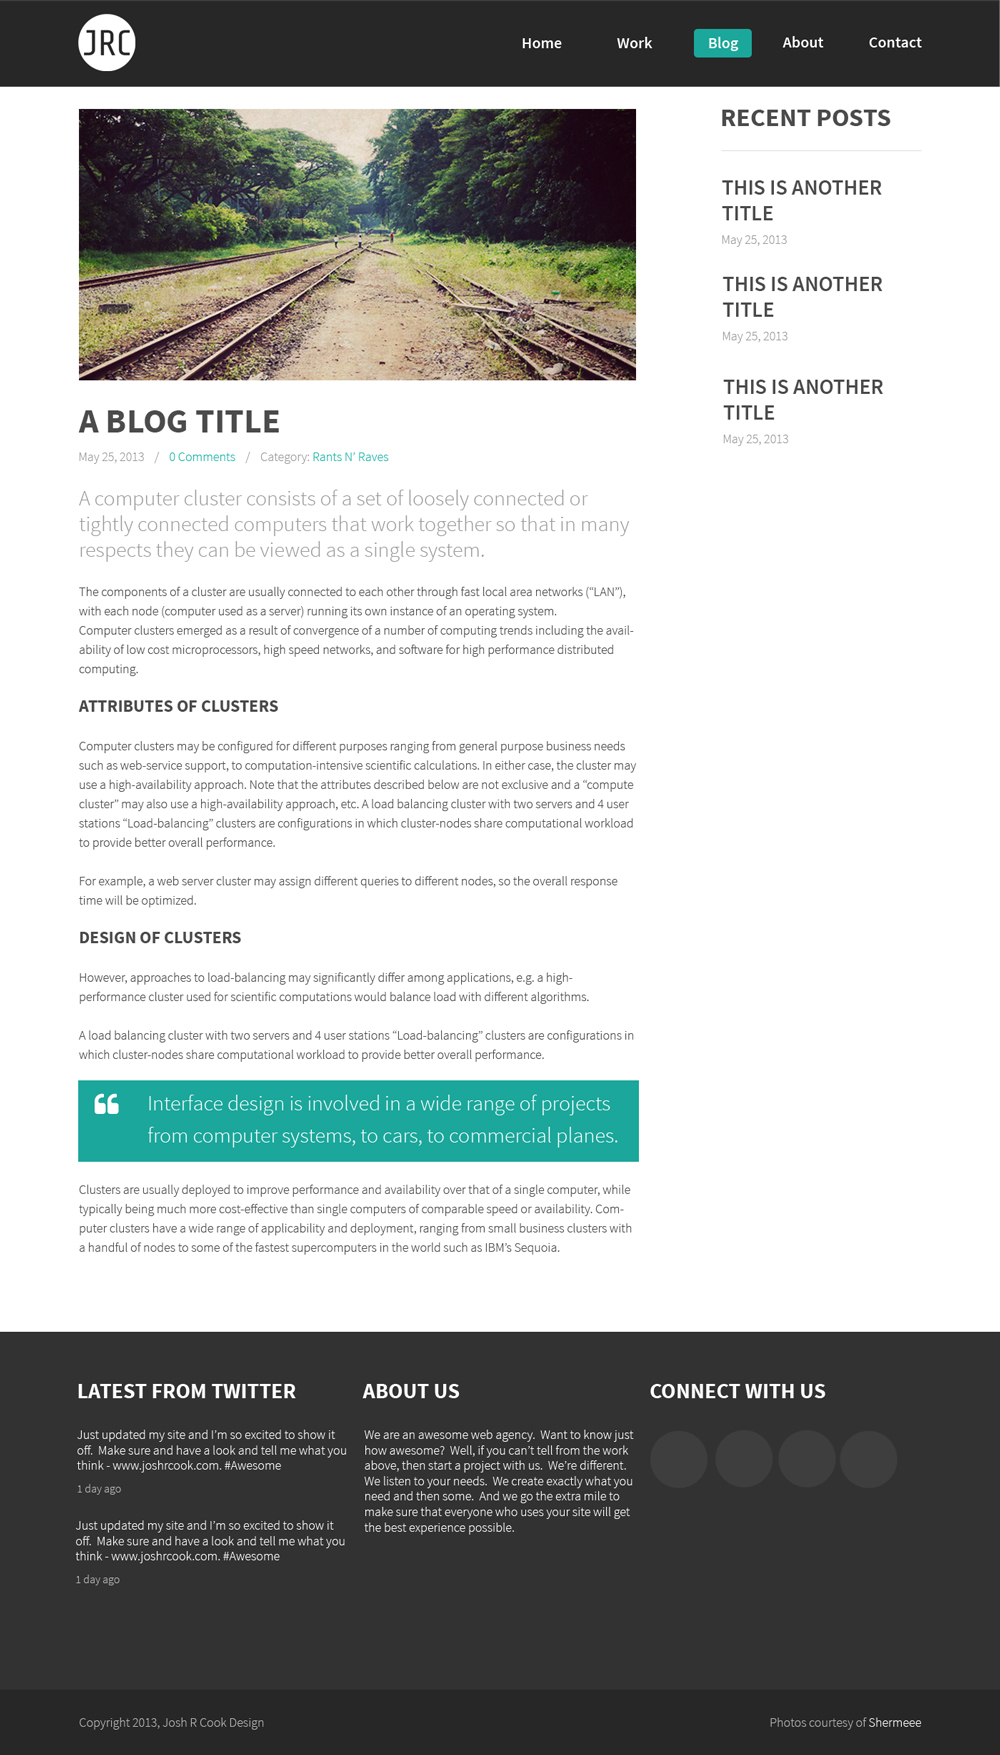 JRC
Home Work Blog About Contact
A BLOG TITLE
May 25, 2013 / 0 Comments / Category: Rants N’ Raves
A computer cluster consists of a set of loosely connected or
tightly connected computers that work together so that in many
respects they can be viewed as a single system.
The components of a cluster are usually connected to each other through fast local area networks (“LAN”),
with each node (computer used as a server) running its own instance of an operating system.
Computer clusters emerged as a result of convergence of a number of computing trends including the avail-
ability of low cost microprocessors, high speed networks, and software for high performance distributed
computing.
ATTRIBUTES OF CLUSTERS
Computer clusters may be configured for different purposes ranging from general purpose business needs
such as web-service support, to computation-intensive scientific calculations. In either case, the cluster may
use a high-availability approach. Note that the attributes described below are not exclusive and a “compute
cluster” may also use a high-availability approach, etc. A load balancing cluster with two servers and 4 user
stations “Load-balancing” clusters are configurations in which cluster-nodes share computational workload
to provide better overall performance.
For example, a web server cluster may assign different queries to different nodes, so the overall response
time will be optimized.
DESIGN OF CLUSTERS
However, approaches to load-balancing may significantly differ among applications, e.g. a high-
performance cluster used for scientific computations would balance load with different algorithms.
A load balancing cluster with two servers and 4 user stations “Load-balancing” clusters are configurations in
which cluster-nodes share computational workload to provide better overall performance.
“ Interface design is involved in a wide range of projects
from computer systems, to cars, to commercial planes.
Clusters are usually deployed to improve performance and availability over that of a single computer, while
typically being much more cost-effective than single computers of comparable speed or availability. Com-
puter clusters have a wide range of applicability and deployment, ranging from small business clusters with
a handful of nodes to some of the fastest supercomputers in the world such as IBM’s Sequoia.
RECENT POSTS
THIS IS ANOTHER
TITLE
May 25, 2013
THIS IS ANOTHER
TITLE
May 25, 2013
THIS IS ANOTHER
TITLE
May 25, 2013
LATEST FROM TWITTER
Just updated my site and I’m so excited to show it
off.  Make sure and have a look and tell me what you
think - www.joshrcook.com. #Awesome
1 day ago
Just updated my site and I’m so excited to show it
off.  Make sure and have a look and tell me what you
think - www.joshrcook.com. #Awesome
1 day ago
ABOUT US
We are an awesome web agency.  Want to know just
how awesome?  Well, if you can’t tell from the work
above, then start a project with us.  We’re different.
We listen to your needs.  We create exactly what you
need and then some.  And we go the extra mile to
make sure that everyone who uses your site will get
the best experience possible.
CONNECT WITH US
Copyright 2013, Josh R Cook Design
Photos courtesy of Shermeee